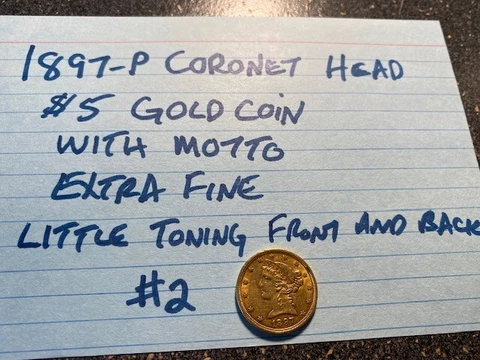 1897-P CORONET HEAD
$5 GOLD COIN
WITH MOTTO
EXTRA FINE
LITTLE TONING FRONT AND BACK
#2